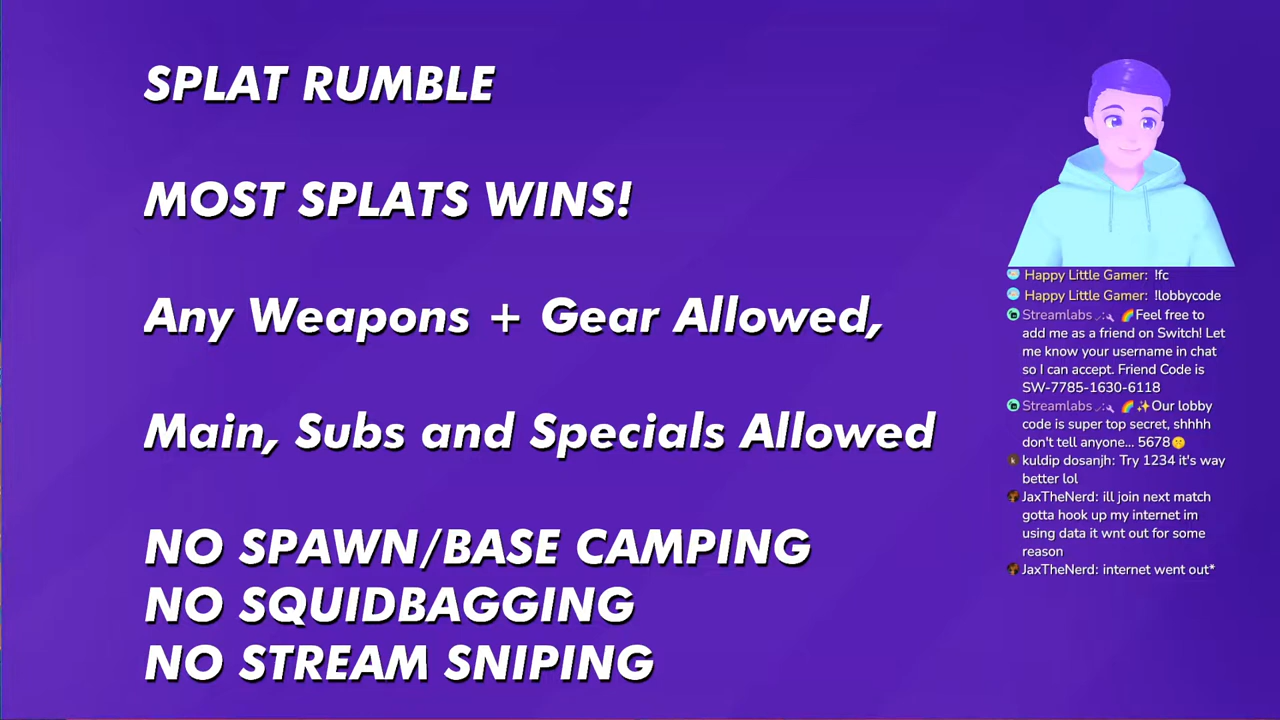 SPLAT RUMBLE
MOST SPLATS WINS!
Any Weapons + Gear Allowed,
Main, Subs and Specials Allowed
NO SPAWN/BASE CAMPING
NO SQUIDBAGGING
NO STREAM SNIPING
Happy Little Gamer: !fc
Happy Little Gamer: !lobbycode
Streamlabs 🌈Feel free to
add me as a friend on Switch! Let
me know your username in chat
so I can accept. Friend Code is
SW-7785-1630-6118
Streamlabs 🌈✨Our lobby
code is super top secret, shhhh
don't tell anyone... 5678🤫
kuldip dosanjh: Try 1234 it's way
better lol
JaxTheNerd: ill join next match
gotta hook up my internet im
using data it wnt out for some
reason
JaxTheNerd: internet went out*